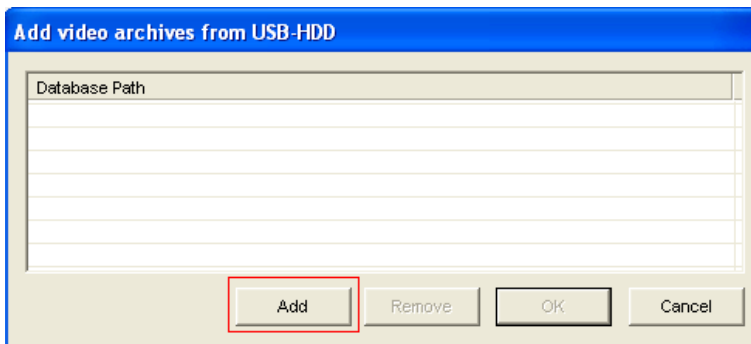 Add video archives from USB-HDD
Database Path
Add Remove OK Cancel